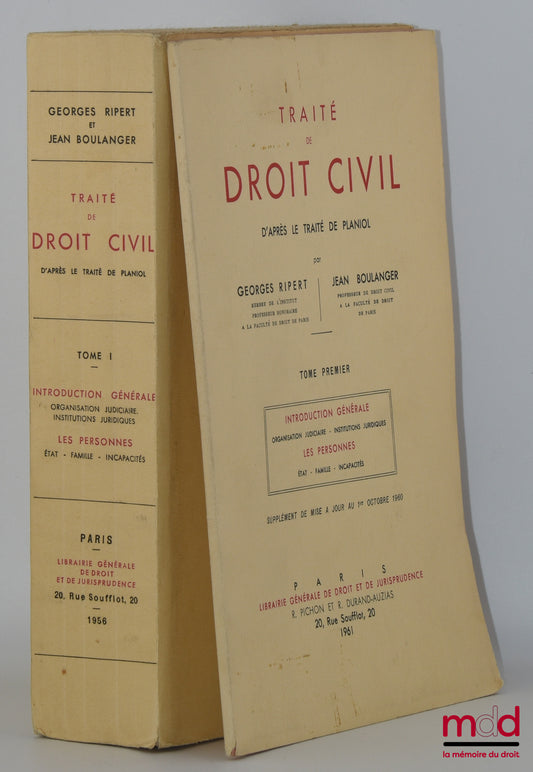 GEORGES RIPERT
ET
JEAN BOULANGER
TRAITÉ
DE
DROIT CIVIL
D'APRÈS LE TRAITÉ DE PLANIOL
TOME I
INTRODUCTION GÉNÉRALE
ORGANISATION JUDICIAIRE.
INSTITUTIONS JURIDIQUES
LES PERSONNES
ÉTAT - FAMILLE - INCAPACITÉS
PARIS
LIBRAIRIE GÉNÉRALE
DE DROIT
ET DE JURISPRUDENCE
20, Rue Soufflot, 20
1956
TRAITÉ
DE
DROIT CIVIL
D'APRÈS LE TRAITÉ DE PLANIOL
par
GEORGES RIPERT
MEMBRE DE L'INSTITUT
PROFESSEUR HONORAIRE
A LA FACULTÉ DE DROIT DE PARIS
JEAN BOULANGER
PROFESSEUR DE DROIT CIVIL
A LA FACULTÉ DE DROIT
DE PARIS
TOME PREMIER
INTRODUCTION GÉNÉRALE
ORGANISATION JUDICIAIRE - INSTITUTIONS JURIDIQUES
LES PERSONNES
ÉTAT - FAMILLE - INCAPACITÉS
SUPPLÉMENT DE MISE A JOUR AU 1er OCTOBRE 1960
PARIS
LIBRAIRIE GÉNÉRALE DE DROIT ET DE JURISPRUDENCE
R. PICHON ET R. DURAND-AUZIAS
20, Rue Soufflot, 20
1961
mdd
la mémoire du droit